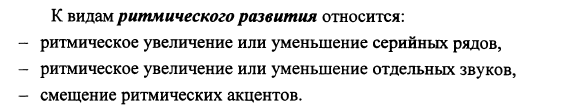 К видам ритмического развития относится:
– ритмическое увеличение или уменьшение серийных рядов,
– ритмическое увеличение или уменьшение отдельных звуков,
– смещение ритмических акцентов.